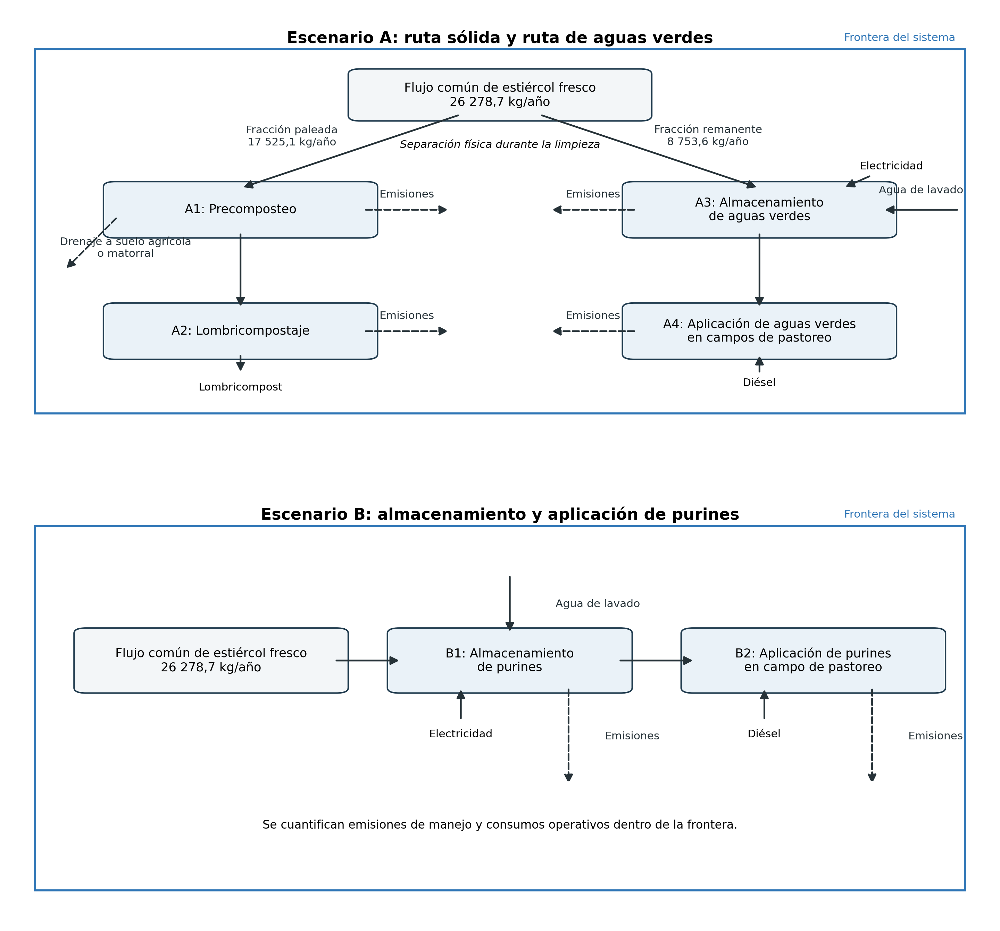 Escenario A: ruta sólida y ruta de aguas verdes
Frontera del sistema
Flujo común de estiércol fresco
26 278,7 kg/año
Fracción paleada
17 525,1 kg/año
Separación física durante la limpieza
Fracción remanente
8 753,6 kg/año
Electricidad
Agua de lavado
A1: Precomposteo
Emisiones
Emisiones
A3: Almacenamiento
de aguas verdes
Drenaje a suelo agrícola
o matorral
A2: Lombricompostaje
Emisiones
Emisiones
A4: Aplicación de aguas verdes
en campos de pastoreo
Lombricompost
Diésel
Escenario B: almacenamiento y aplicación de purines
Frontera del sistema
Agua de lavado
Flujo común de estiércol fresco
26 278,7 kg/año
B1: Almacenamiento
de purines
B2: Aplicación de purines
en campo de pastoreo
Electricidad
Emisiones
Diésel
Emisiones
Se cuantifican emisiones de manejo y consumos operativos dentro de la frontera.